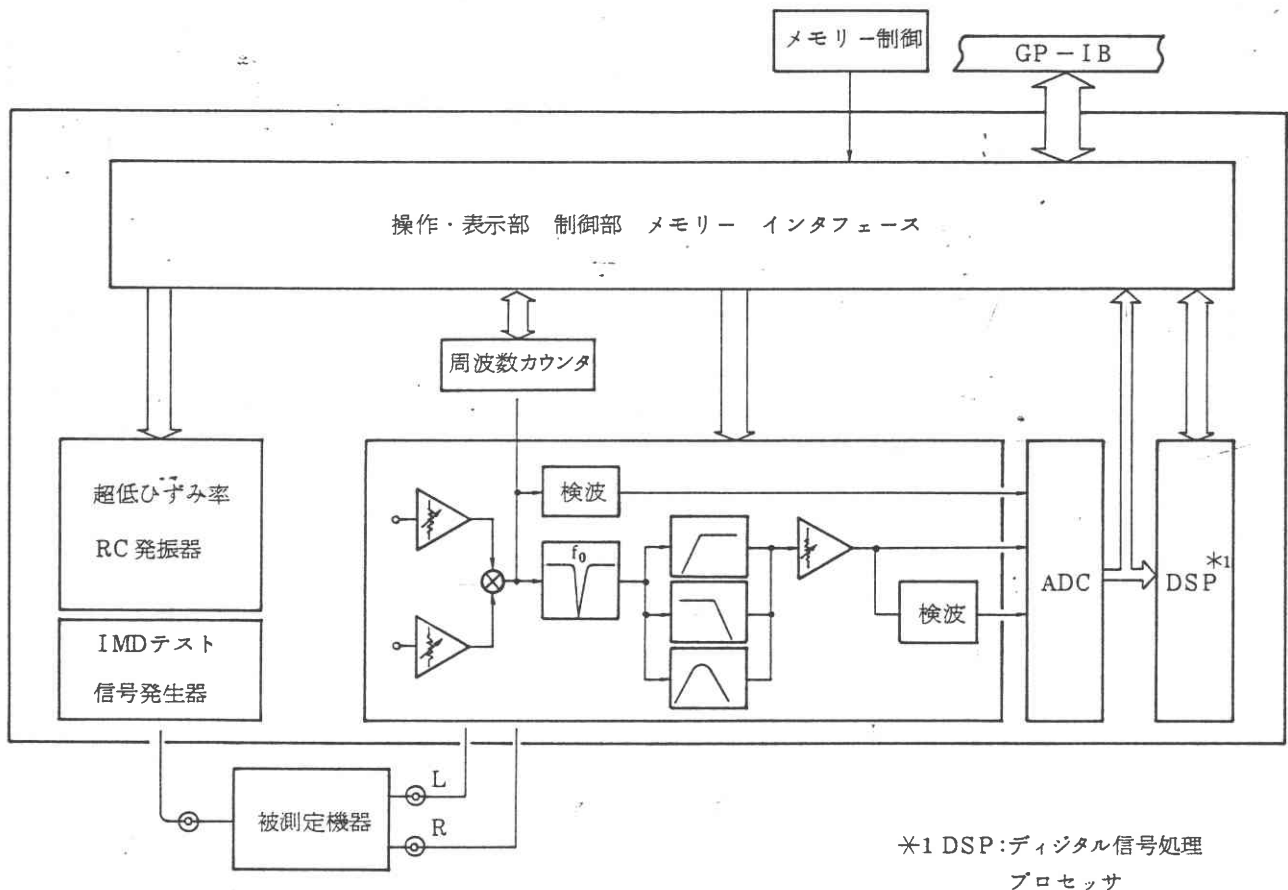 メモリー制御
GP-IB
操作・表示部 制御部 メモリー インタフェース
周波数カウンタ
超低ひずみ率
RC発振器
IMDテスト
信号発生器
検波
f₀
検波
ADC
DSP*1
被測定機器
L
R
*1 DSP:ディジタル信号処理
プロセッサ